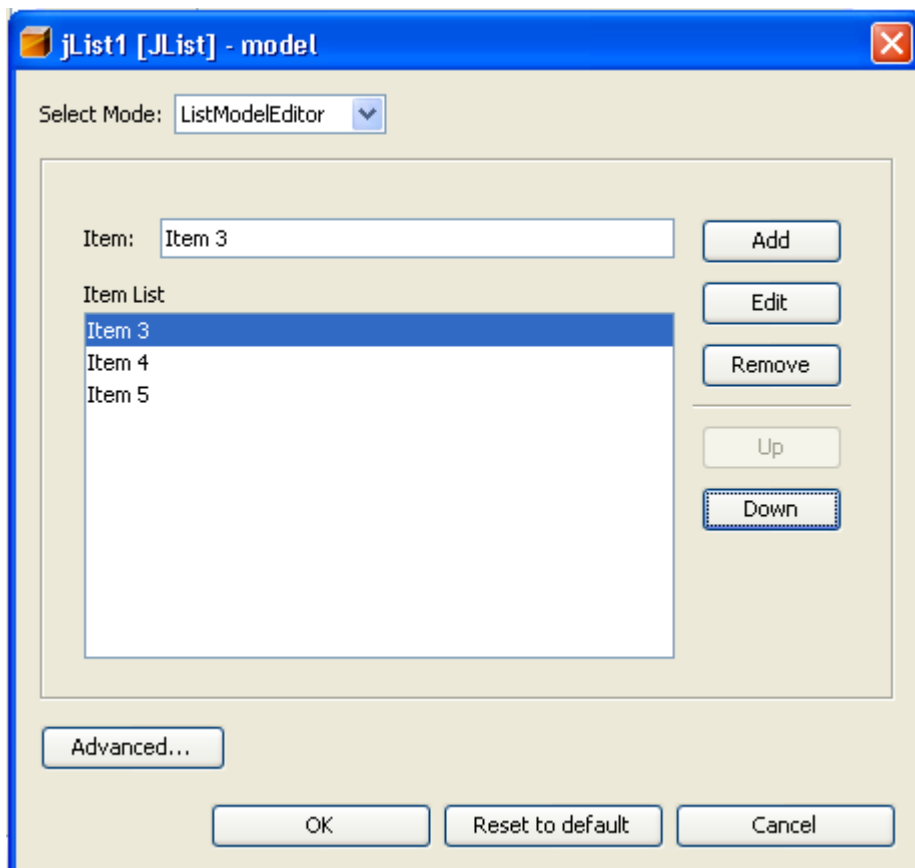 jList1 [JList] - model
Select Mode: ListModelEditor
Item: Item 3
Add
Item List
Edit
Item 3
Item 4
Item 5
Remove
Up
Down
Advanced...
OK
Reset to default
Cancel